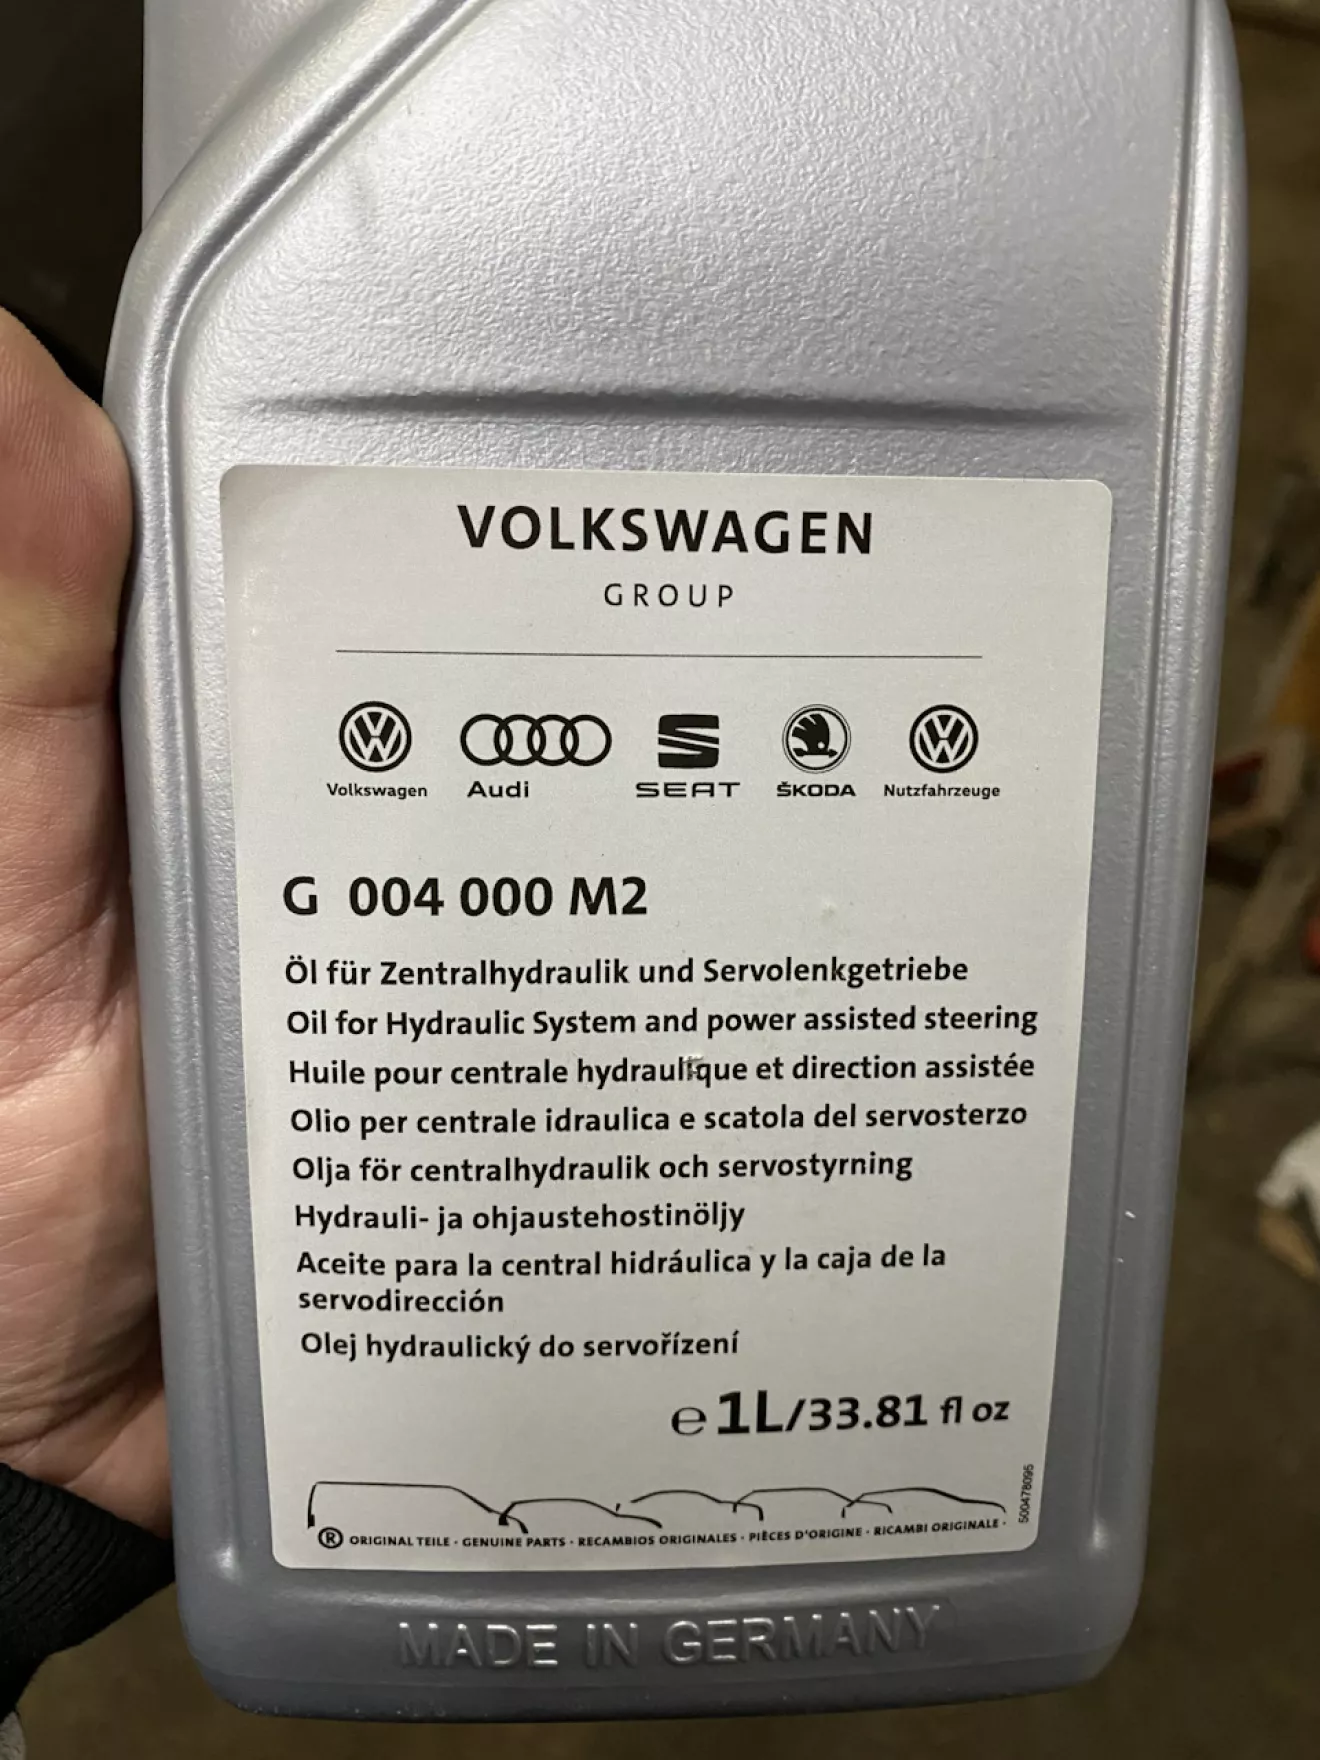 VOLKSWAGEN
GROUP
Volkswagen Audi SEAT ŠKODA Nutzfahrzeuge
G 004 000 M2
Öl für Zentralhydraulik und Servolenkgetriebe
Oil for Hydraulic System and power assisted steering
Huile pour centrale hydraulique et direction assistée
Olio per centrale idraulica e scatola del servosterzo
Olja för centralhydraulik och servostyrning
Hydrauli- ja ohjaustehostinöljy
Aceite para la central hidráulica y la caja de la
servodirección
Olej hydraulický do servořízení
℮ 1L/33.81 fl oz
500478095
® ORIGINAL TEILE · GENUINE PARTS · RECAMBIOS ORIGINALES · PIÈCES D'ORIGINE · RICAMBI ORIGINALE ·
MADE IN GERMANY